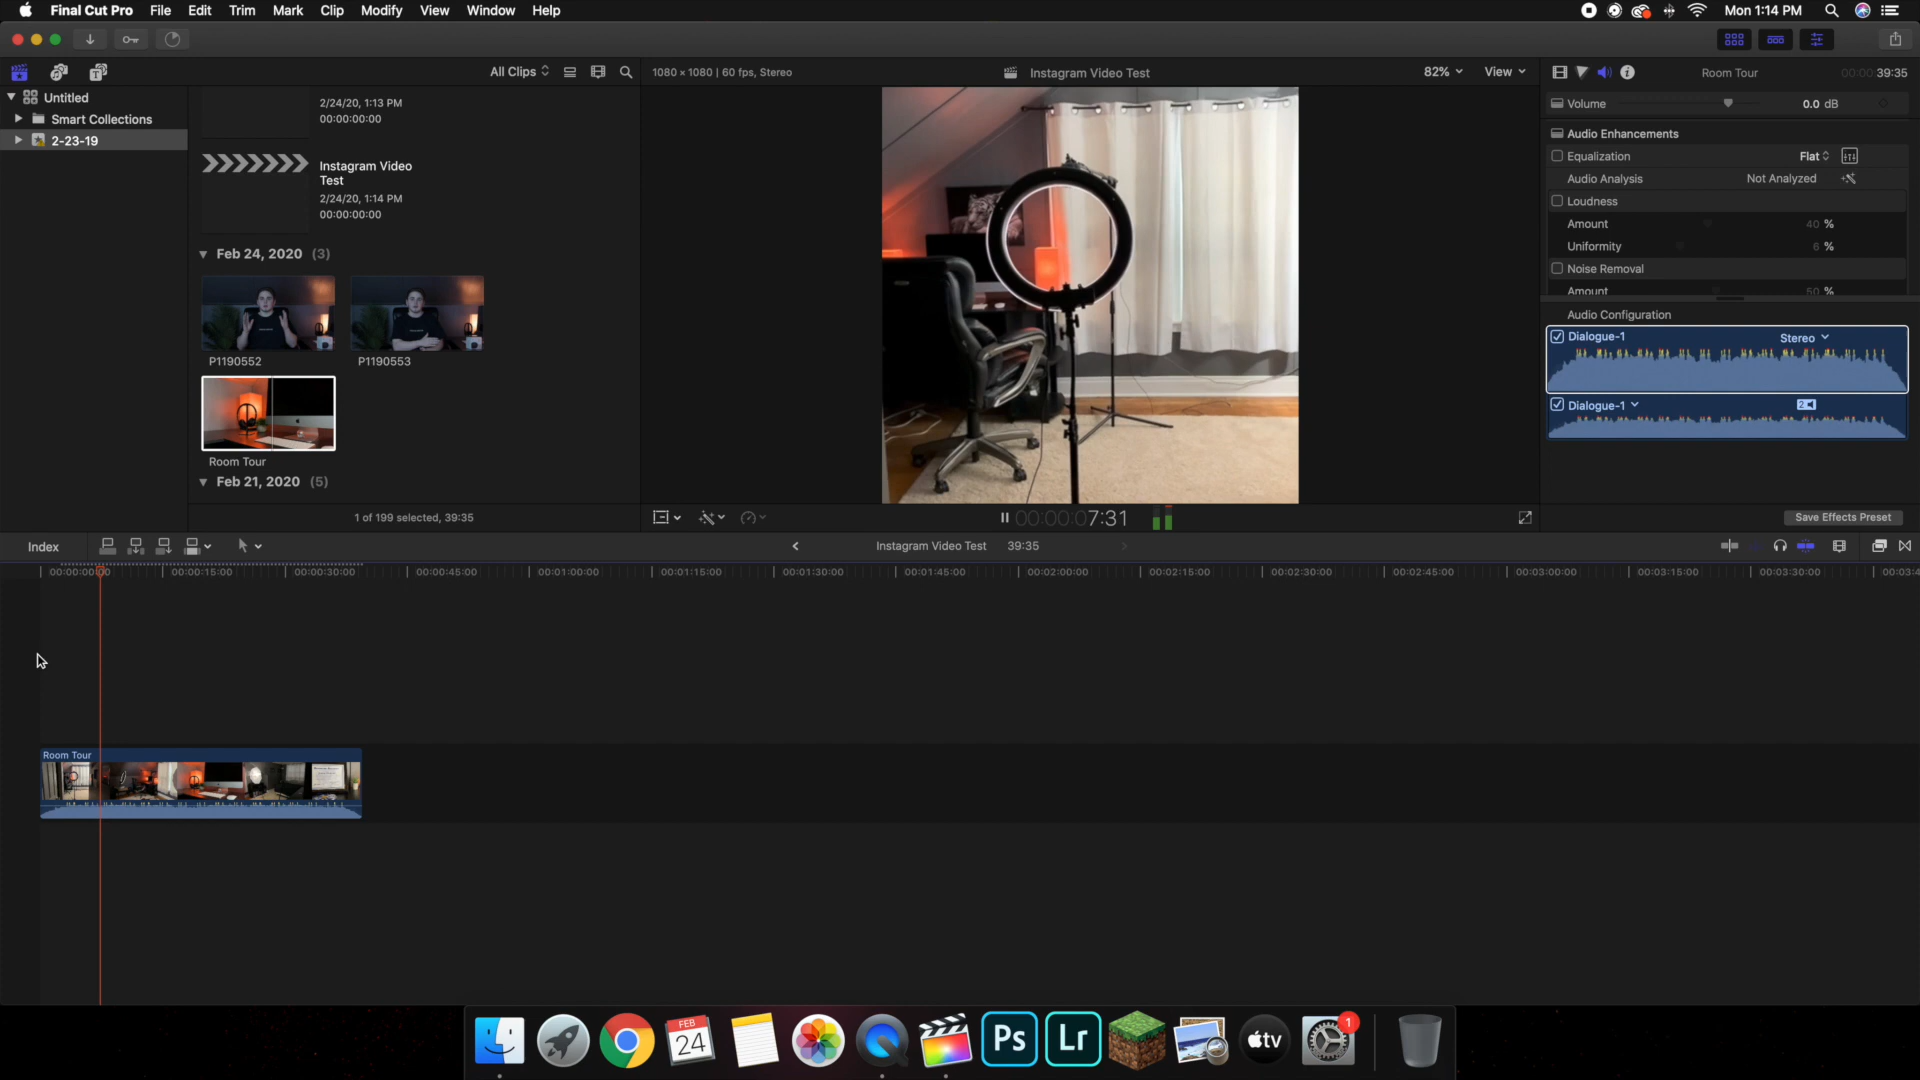 Final Cut Pro File Edit Trim Mark Clip Modify View Window Help Mon 1:14 PM
All Clips 1080 × 1080 | 60 fps, Stereo Instagram Video Test 82% View Room Tour 00:00:00:39:35
Untitled
Smart Collections
2-23-19
2/24/20, 1:13 PM
00:00:00:00
Instagram Video
Test
2/24/20, 1:14 PM
00:00:00:00
Feb 24, 2020 (3)
P1190552 P1190553
Room Tour
Feb 21, 2020 (5)
1 of 199 selected, 39:35
00:00:07:31
Volume 0.0 dB
Audio Enhancements
Equalization Flat
Audio Analysis Not Analyzed
Loudness
Amount 40 %
Uniformity 6 %
Noise Removal
Amount 50 %
Audio Configuration
Dialogue-1 Stereo
Dialogue-1 2
Save Effects Preset
Index Instagram Video Test 39:35
00:00:00:00 00:00:15:00 00:00:30:00 00:00:45:00 00:01:00:00 00:01:15:00 00:01:30:00 00:01:45:00 00:02:00:00 00:02:15:00 00:02:30:00 00:02:45:00 00:03:00:00 00:03:15:00 00:03:30:00 00:03:4
Room Tour
FEB
24
Ps Lr tv 1